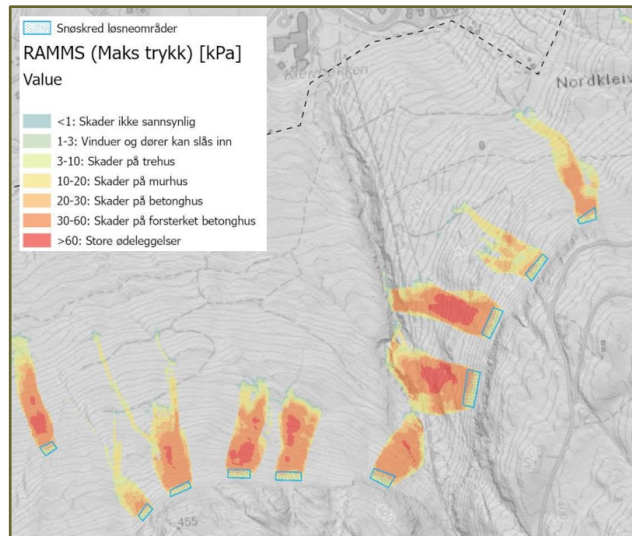 Snøskred løsneområder
RAMMS (Maks trykk) [kPa]
Value
<1: Skader ikke sannsynlig
1-3: Vinduer og dører kan slås inn
3-10: Skader på trehus
10-20: Skader på murhus
20-30: Skader på betonghus
30-60: Skader på forsterket betonghus
>60: Store ødeleggelser
Nordkleiv
455